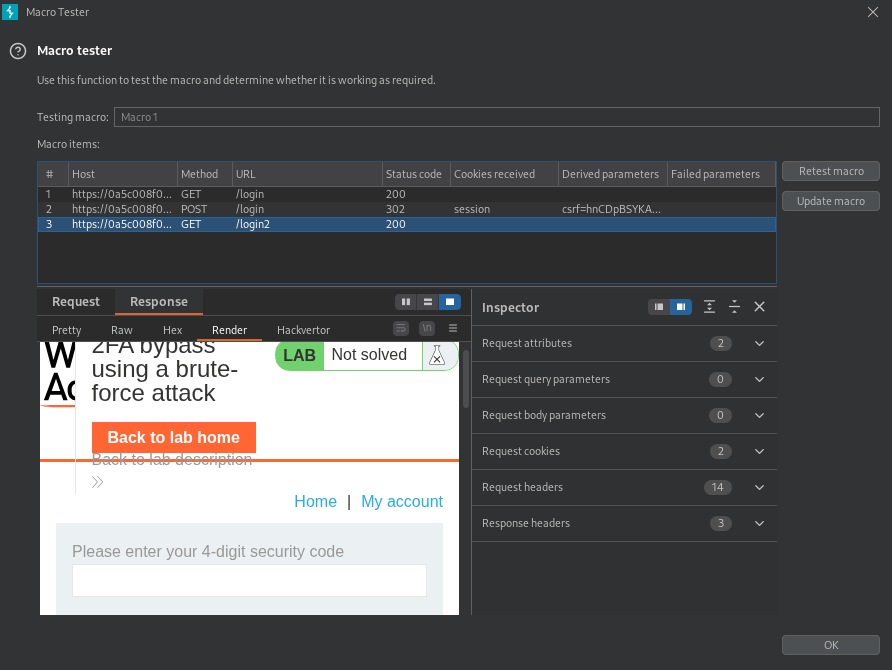 Macro Tester
Macro tester
Use this function to test the macro and determine whether it is working as required.
Testing macro: Macro 1
Macro items:
# Host Method URL Status code Cookies received Derived parameters Failed parameters
1 https://0a5c008f0... GET /login 200
2 https://0a5c008f0... POST /login 302 session csrf=hnCDpBSYKA...
3 https://0a5c008f0... GET /login2 200
Retest macro
Update macro
Request Response
Pretty Raw Hex Render Hackvertor \n
2FA bypass
using a brute-
force attack
LAB Not solved
Back to lab home
Back to lab description
Home | My account
Please enter your 4-digit security code
Inspector
Request attributes 2
Request query parameters 0
Request body parameters 0
Request cookies 2
Request headers 14
Response headers 3
OK